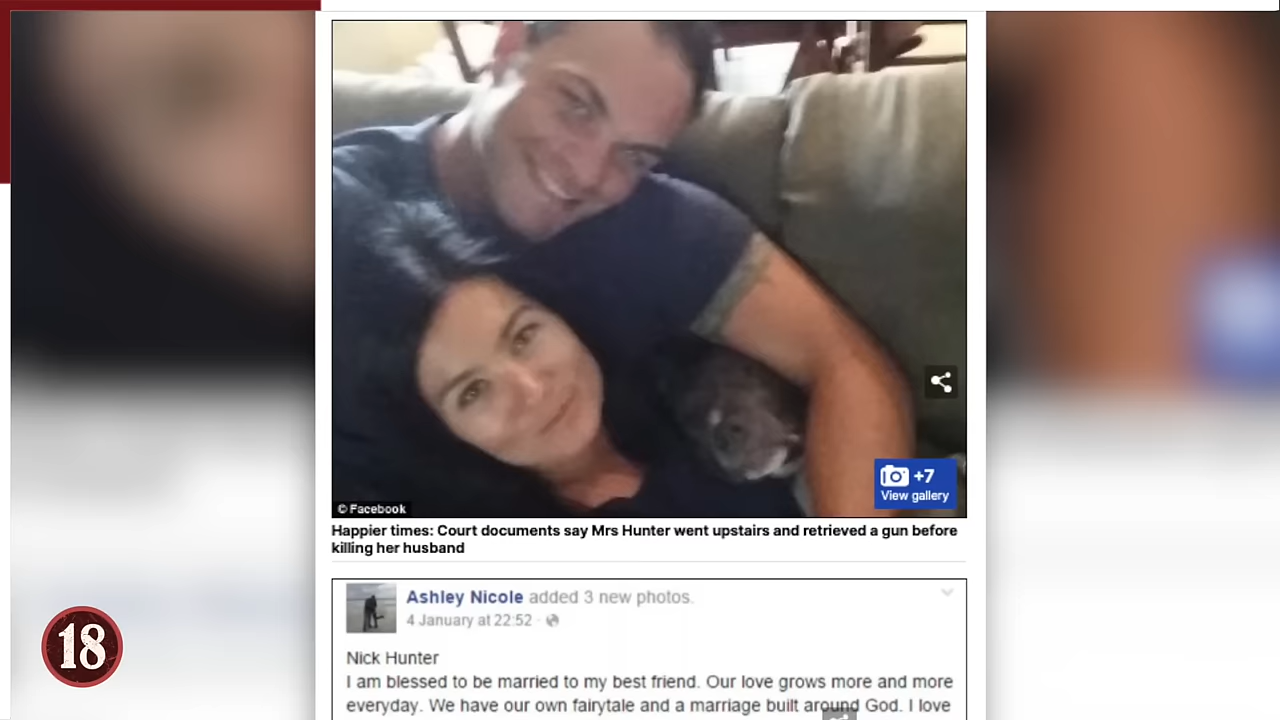 +7
View gallery
© Facebook
Happier times: Court documents say Mrs Hunter went upstairs and retrieved a gun before
killing her husband
Ashley Nicole added 3 new photos.
4 January at 22:52 ·
Nick Hunter
I am blessed to be married to my best friend. Our love grows more and more
everyday. We have our own fairytale and a marriage built around God. I love
18